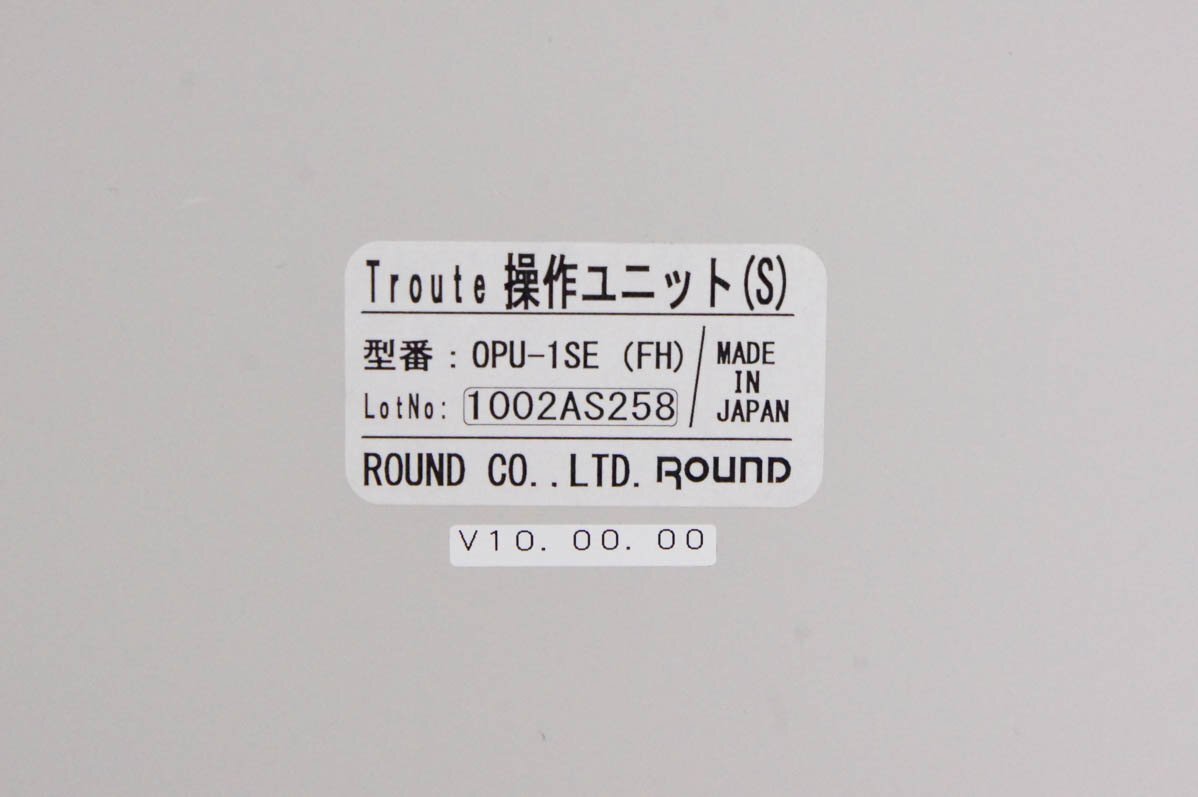 Troute 操作ユニット(S)
型番：OPU-1SE (FH)
LotNo: 1002AS258
MADE
IN
JAPAN
ROUND CO.,LTD. ROUND
V10.00.00